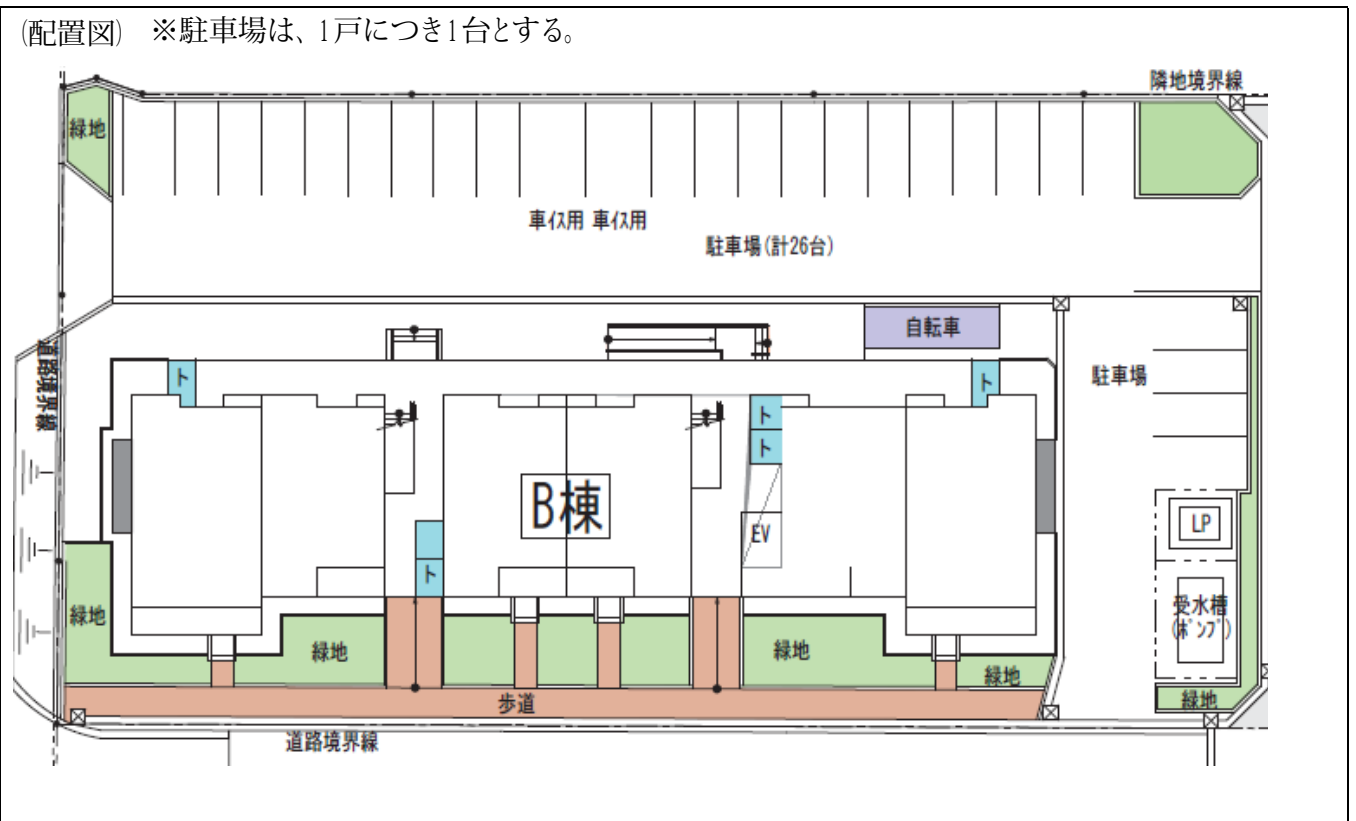 (配置図) ※駐車場は、1戸につき1台とする。
隣地境界線
緑地
車イス用 車イス用
駐車場(計26台)
自転車
道路境界線
ト
ト
駐車場
ト
ト
B棟
EV
LP
ト
緑地
受水槽
(ポンプ)
緑地
緑地
緑地
緑地
歩道
道路境界線